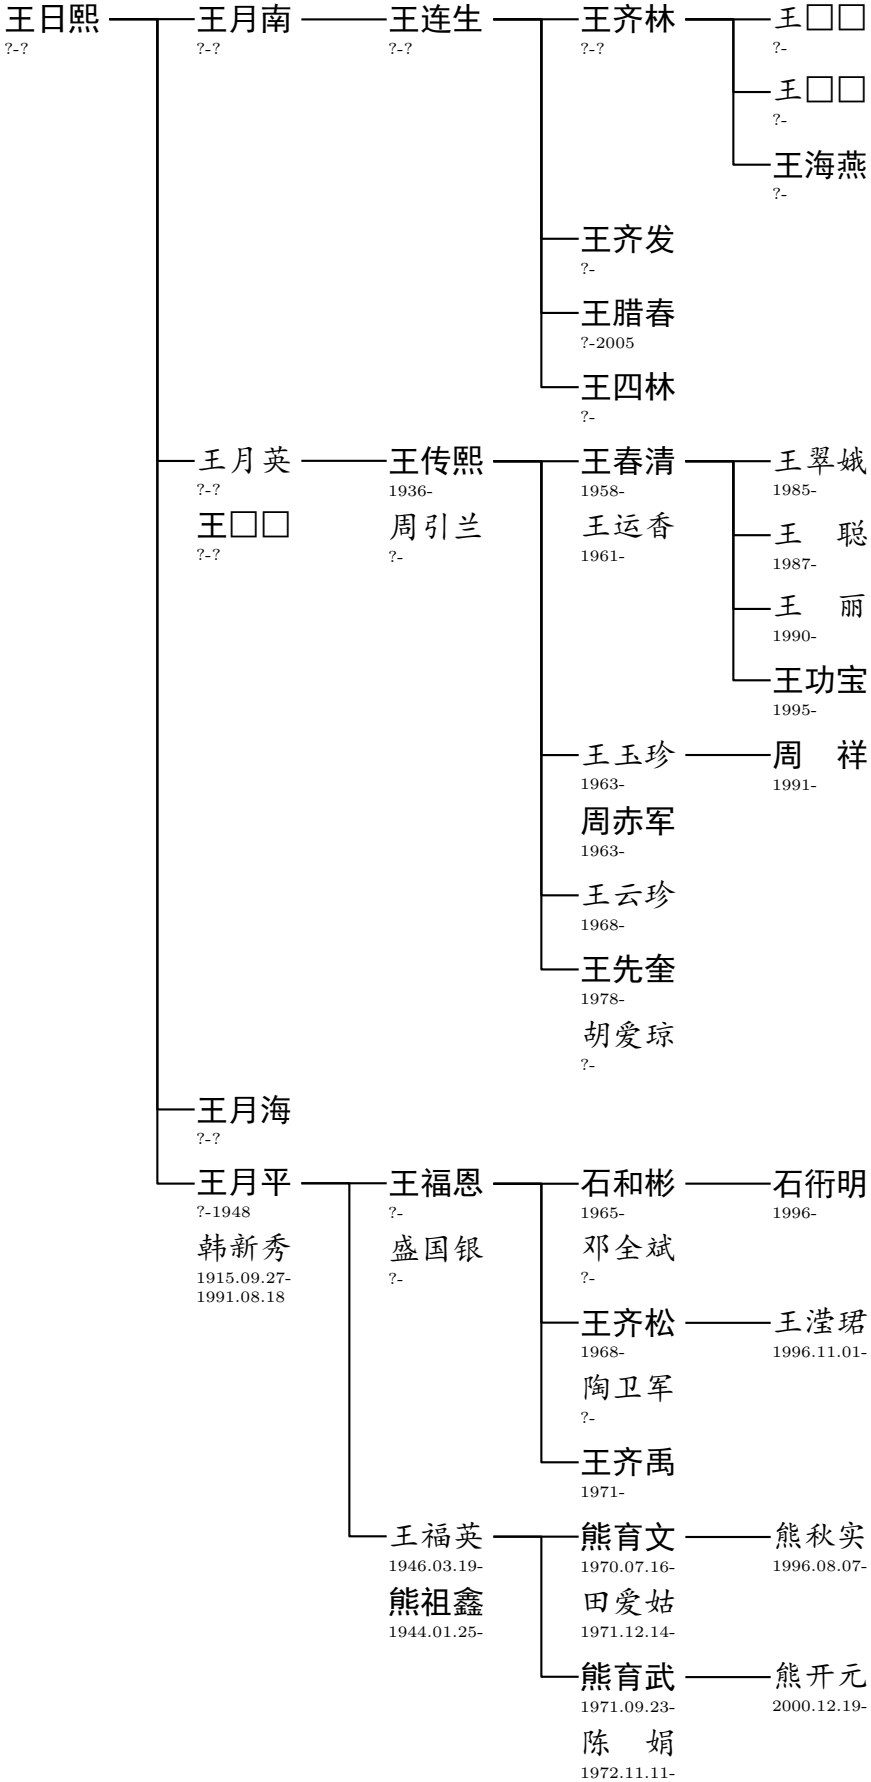 王日熙 王月南 王连生 王齐林 王□□
?-? ?-? ?-? ?-? ?-
王□□
?-
王海燕
?-
王齐发
?-
王腊春
?-2005
王四林
?-
王月英 王传熙 王春清 王翠娥
?-? 1936- 1958- 1985-
王□□ 周引兰 王运香 王 聪
?-? ?- 1961- 1987-
王 丽
1990-
王功宝
1995-
王玉珍 周 祥
1963- 1991-
周赤军
1963-
王云珍
1968-
王先奎
1978-
胡爱琼
?-
王月海
?-?
王月平 王福恩 石和彬 石衎明
?-1948 ?- 1965- 1996-
韩新秀 盛国银 邓全斌
1915.09.27- ?- ?-
1991.08.18
王齐松 王滢珺
1968- 1996.11.01-
陶卫军
?-
王齐禹
1971-
王福英 熊育文 熊秋实
1946.03.19- 1970.07.16- 1996.08.07-
熊祖鑫 田爱姑
1944.01.25- 1971.12.14-
熊育武 熊开元
1971.09.23- 2000.12.19-
陈 娟
1972.11.11-